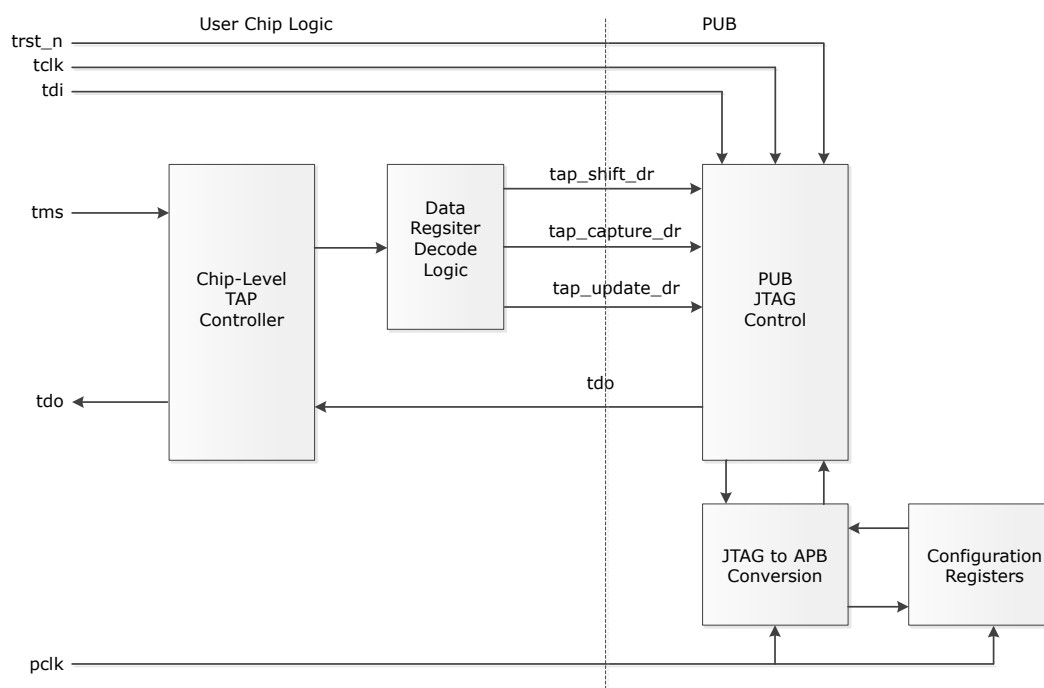 User Chip Logic
PUB
trst_n
tclk
tdi
tms
tdo
pclk
Chip-Level
TAP
Controller
Data
Regsiter
Decode
Logic
tap_shift_dr
tap_capture_dr
tap_update_dr
tdo
PUB
JTAG
Control
JTAG to APB
Conversion
Configuration
Registers